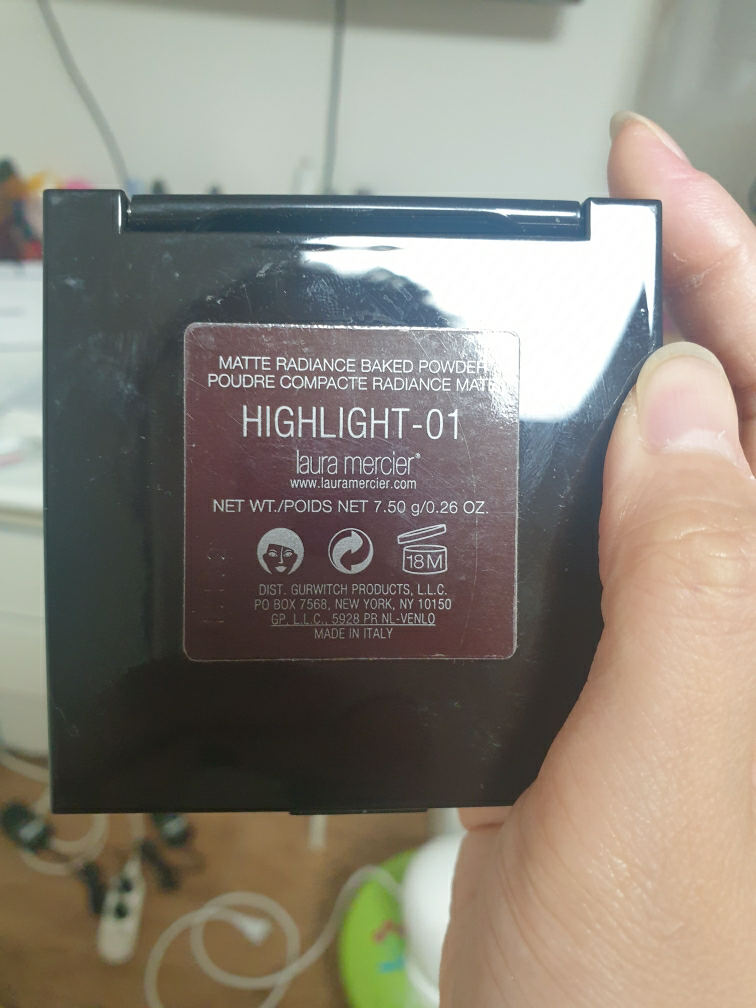 MATTE RADIANCE BAKED POWDER
POUDRE COMPACTE RADIANCE MATE
HIGHLIGHT-01
laura mercier®
www.lauramercier.com
NET WT./POIDS NET 7.50 g/0.26 OZ.
18M
DIST. GURWITCH PRODUCTS, L.L.C.
PO BOX 7568, NEW YORK, NY 10150
GP, L.L.C., 5928 PR NL-VENLO
MADE IN ITALY